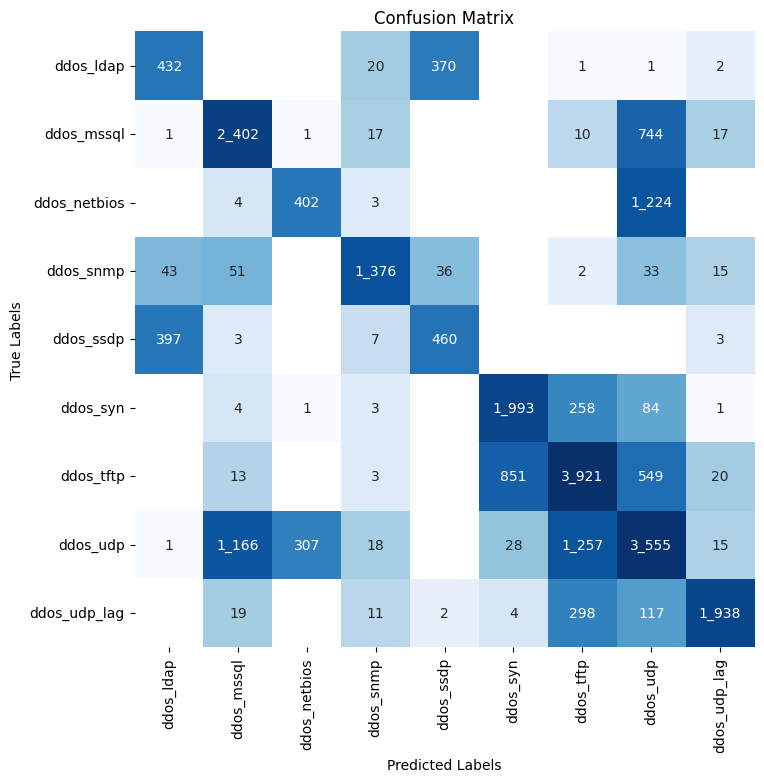 Confusion Matrix
True Labels
ddos_ldap 432 20 370 1 1 2
ddos_mssql 1 2_402 1 17 10 744 17
ddos_netbios 4 402 3 1_224
ddos_snmp 43 51 1_376 36 2 33 15
ddos_ssdp 397 3 7 460 3
ddos_syn 4 1 3 1_993 258 84 1
ddos_tftp 13 3 851 3_921 549 20
ddos_udp 1 1_166 307 18 28 1_257 3_555 15
ddos_udp_lag 19 11 2 4 298 117 1_938
ddos_ldap ddos_mssql ddos_netbios ddos_snmp ddos_ssdp ddos_syn ddos_tftp ddos_udp ddos_udp_lag
Predicted Labels